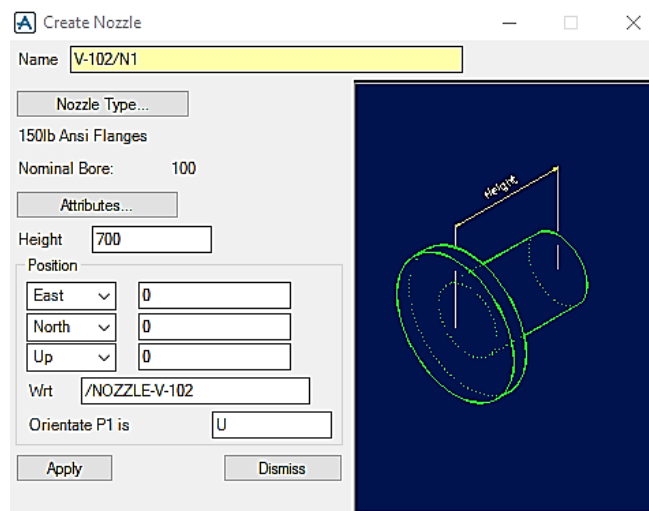 Create Nozzle
Name V-102/N1
Nozzle Type...
150lb Ansi Flanges
Nominal Bore: 100
Attributes...
Height 700
Position
East 0
North 0
Up 0
Wrt /NOZZLE-V-102
Orientate P1 is U
Apply Dismiss
Height